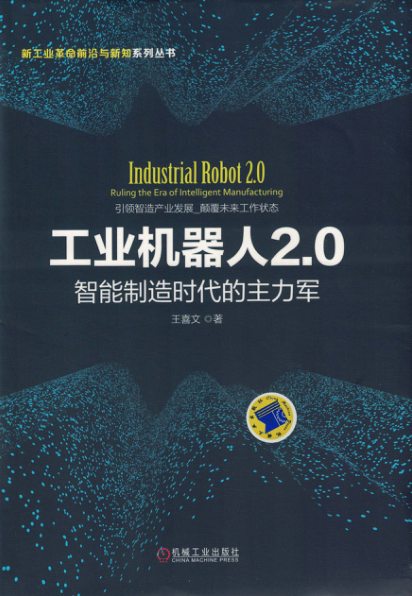 新工业革命前沿与新知系列丛书
Industrial Robot 2.0
Ruling the Era of Intelligent Manufacturing
引领智造产业发展_颠覆未来工作状态
工业机器人2.0
智能制造时代的主力军
王喜文◎著
机械工业出版社
CHINA MACHINE PRESS